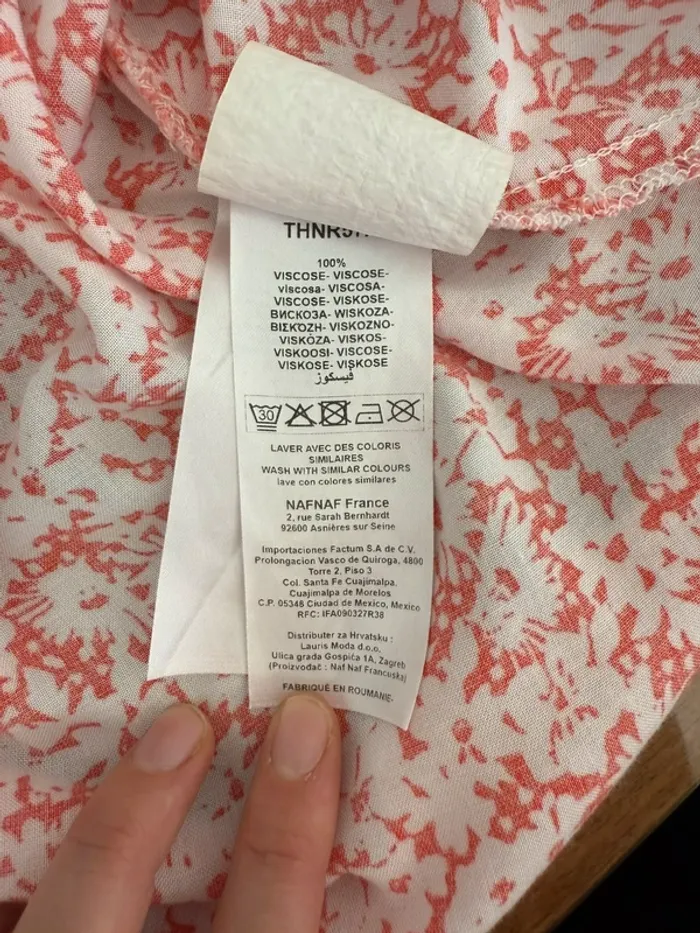 100%
VISCOSE- VISCOSE-
viscosa- VISCOSA-
VISCOSE- VISKOSE-
ВИСКОЗА- WISKOZA-
ΒΙΣΚΌΖΗ- VISKOZNO-
VISKÓZA- VISKOS-
VISKOOSI- VISCOSE-
VISKOSE- VIŞKOSE
ڤيسكوز
30
LAVER AVEC DES COLORIS
SIMILAIRES
WASH WITH SIMILAR COLOURS
lave con colores similares
NAFNAF France
2, rue Sarah Bernhardt
92600 Asnières sur Seine
Importaciones Factum S.A de C.V.
Prolongacion Vasco de Quiroga, 4800
Torre 2, Piso 3
Col. Santa Fe Cuajimalpa,
Cuajimalpa de Morelos
C.P. 05348 Ciudad de Mexico, Mexico
RFC: IFA090327R38
Distributer za Hrvatsku :
Lauris Moda d.o.o,
Ulica grada Gospića 1A, Zagreb
(Proizvođač : Naf Naf Francuska)
FABRIQUÉ EN ROUMANIE-